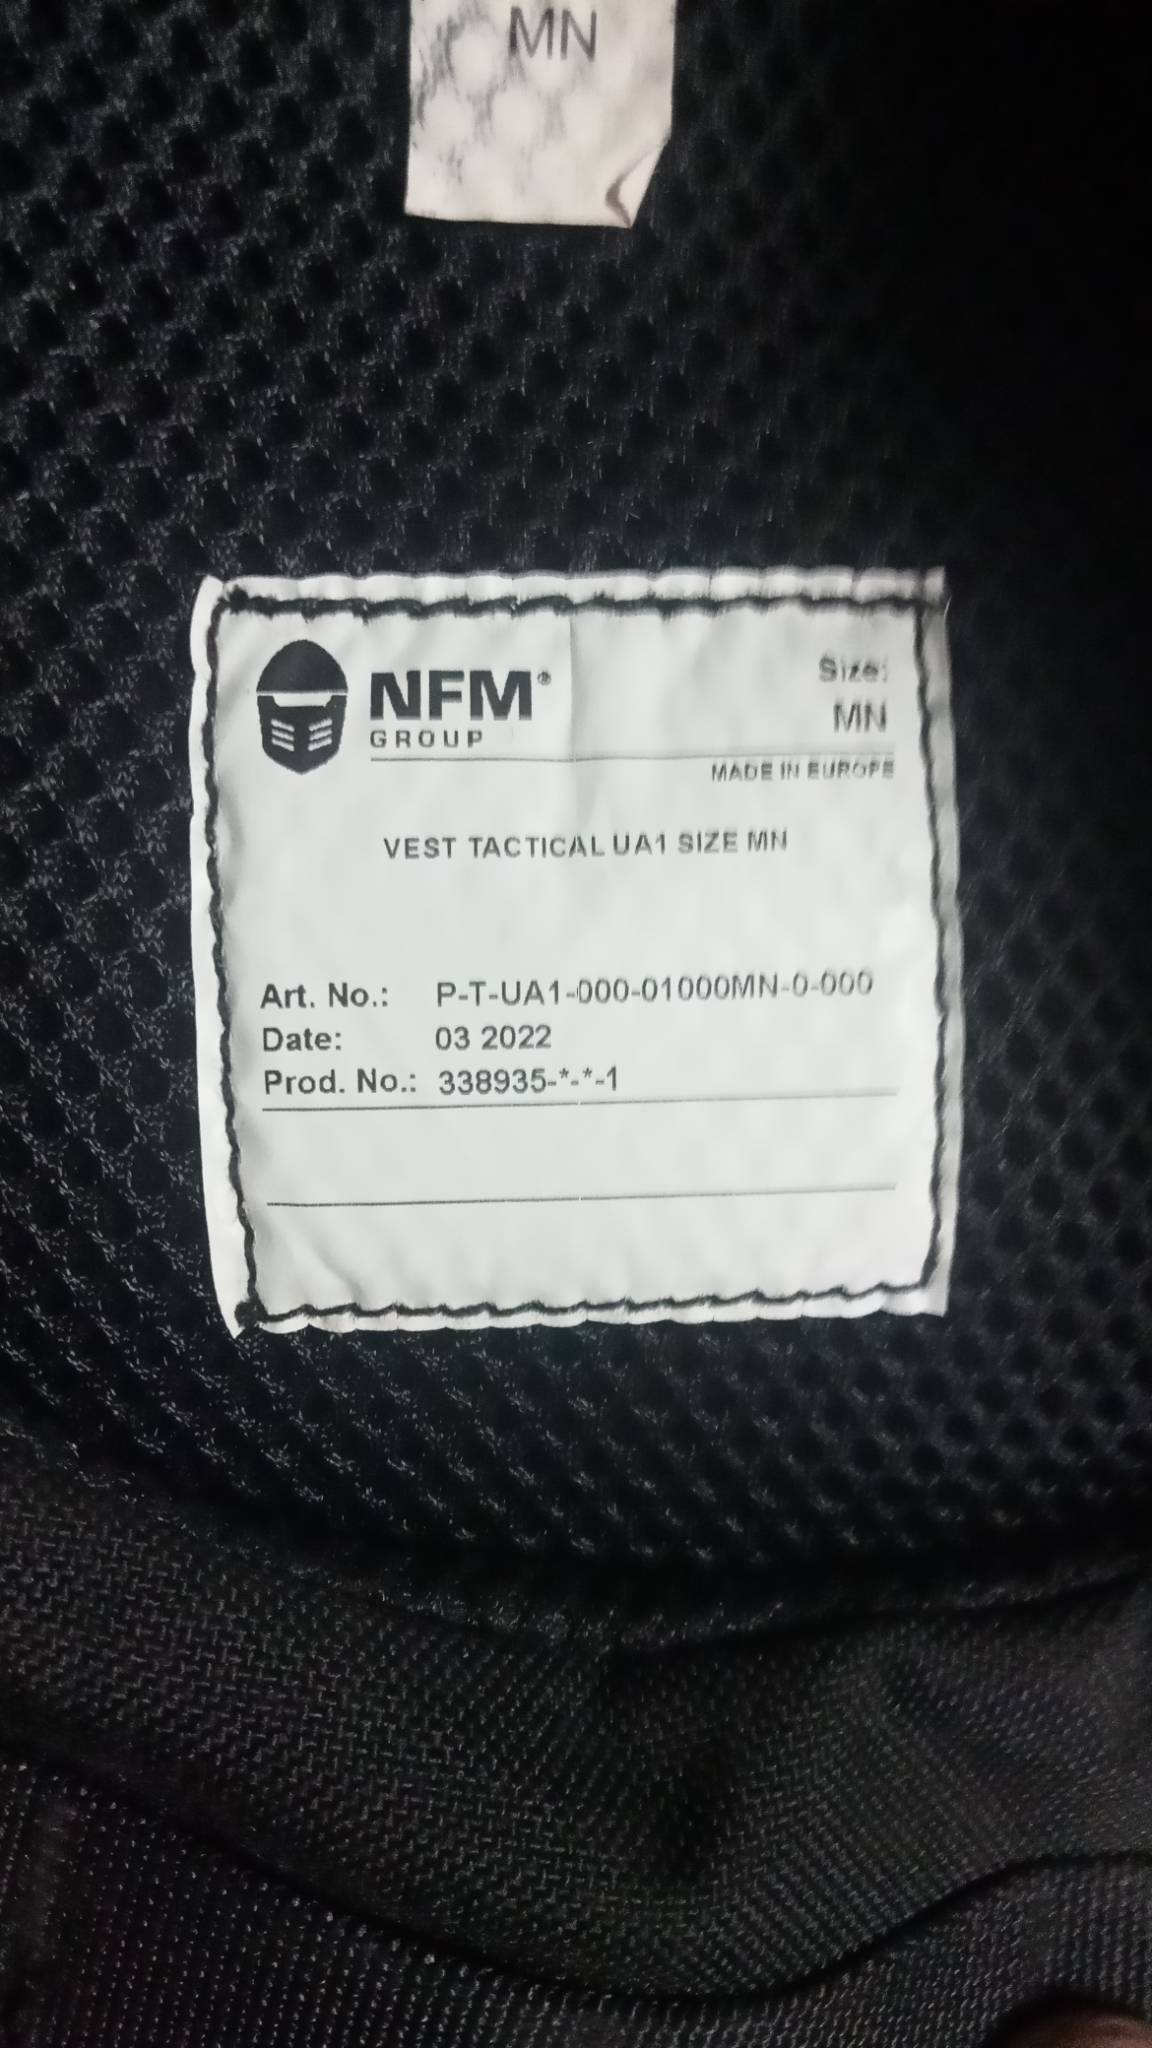 MN
NFM®
GROUP
Size:
MN
MADE IN EUROPE
VEST TACTICAL UA1 SIZE MN
Art. No.: P-T-UA1-000-01000MN-0-000
Date: 03 2022
Prod. No.: 338935-*-*-1